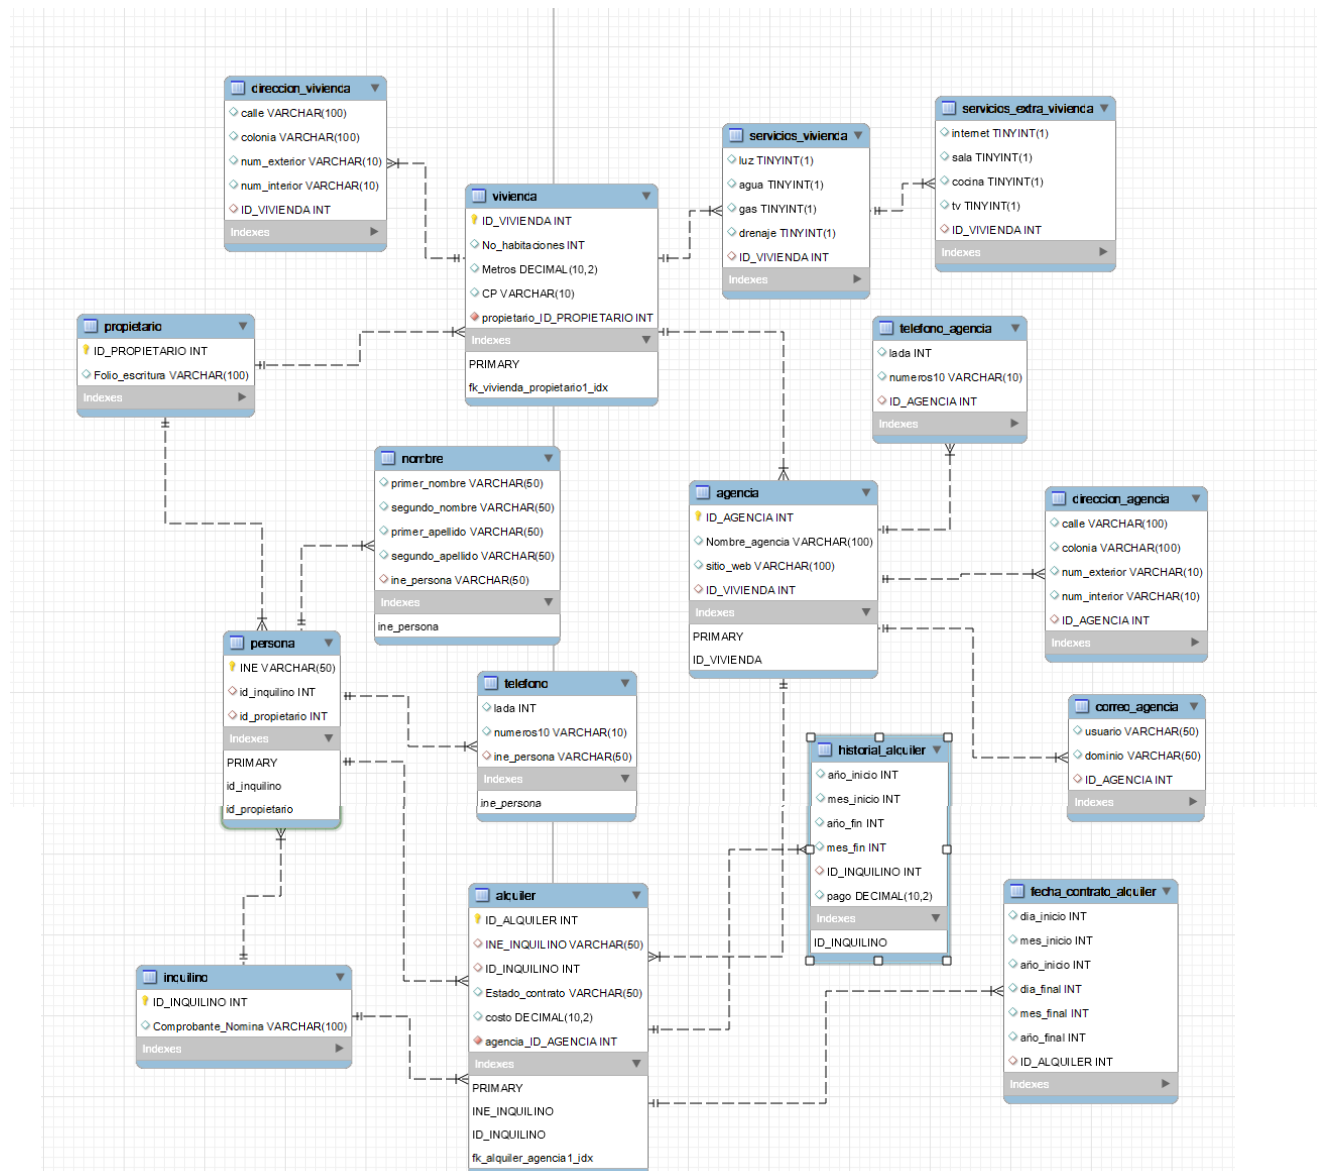 direccion_vivienda
calle VARCHAR(100)
colonia VARCHAR(100)
num_exterior VARCHAR(10)
num_interior VARCHAR(10)
ID_VIVIENDA INT
Indexes
vivienda
ID_VIVIENDA INT
No_habitaciones INT
Metros DECIMAL(10,2)
CP VARCHAR(10)
propietario_ID_PROPIETARIO INT
Indexes
PRIMARY
fk_vivienda_propietario1_idx
servicios_vivienda
luz TINYINT(1)
agua TINYINT(1)
gas TINYINT(1)
drenaje TINYINT(1)
ID_VIVIENDA INT
Indexes
servicios_extra_vivienda
internet TINYINT(1)
sala TINYINT(1)
cocina TINYINT(1)
tv TINYINT(1)
ID_VIVIENDA INT
Indexes
propietario
ID_PROPIETARIO INT
Folio_escritura VARCHAR(100)
Indexes
telefono_agencia
lada INT
numeros10 VARCHAR(10)
ID_AGENCIA INT
Indexes
nombre
primer_nombre VARCHAR(50)
segundo_nombre VARCHAR(50)
primer_apellido VARCHAR(50)
segundo_apellido VARCHAR(50)
ine_persona VARCHAR(50)
Indexes
ine_persona
agencia
ID_AGENCIA INT
Nombre_agencia VARCHAR(100)
sitio_web VARCHAR(100)
ID_VIVIENDA INT
Indexes
PRIMARY
ID_VIVIENDA
direccion_agencia
calle VARCHAR(100)
colonia VARCHAR(100)
num_exterior VARCHAR(10)
num_interior VARCHAR(10)
ID_AGENCIA INT
Indexes
persona
INE VARCHAR(50)
id_inquilino INT
id_propietario INT
Indexes
PRIMARY
id_inquilino
id_propietario
telefono
lada INT
numeros10 VARCHAR(10)
ine_persona VARCHAR(50)
Indexes
ine_persona
correo_agencia
usuario VARCHAR(50)
dominio VARCHAR(50)
ID_AGENCIA INT
Indexes
historial_alquiler
año_inicio INT
mes_inicio INT
año_fin INT
mes_fin INT
ID_INQUILINO INT
pago DECIMAL(10,2)
Indexes
ID_INQUILINO
alquiler
ID_ALQUILER INT
INE_INQUILINO VARCHAR(50)
ID_INQUILINO INT
Estado_contrato VARCHAR(50)
costo DECIMAL(10,2)
agencia_ID_AGENCIA INT
Indexes
PRIMARY
INE_INQUILINO
ID_INQUILINO
fk_alquiler_agencia1_idx
fecha_contrato_alquiler
dia_inicio INT
mes_inicio INT
año_inicio INT
dia_final INT
mes_final INT
año_final INT
ID_ALQUILER INT
Indexes
inquilino
ID_INQUILINO INT
Comprobante_Nomina VARCHAR(100)
Indexes